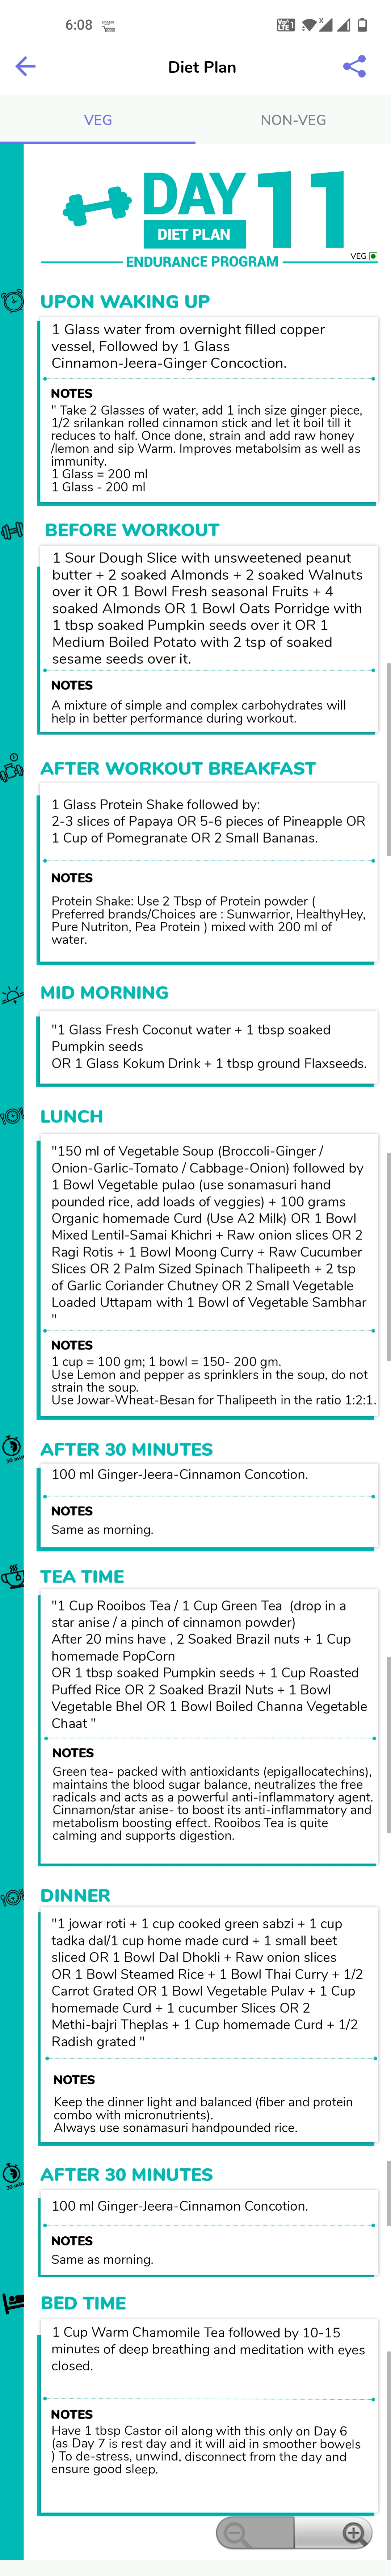 6:08
Diet Plan
VEG
NON-VEG
DAY 11
DIET PLAN
VEG
ENDURANCE PROGRAM
UPON WAKING UP
1 Glass water from overnight filled copper
vessel, Followed by 1 Glass
Cinnamon-Jeera-Ginger Concoction.
NOTES
" Take 2 Glasses of water, add 1 inch size ginger piece,
1/2 srilankan rolled cinnamon stick and let it boil till it
reduces to half. Once done, strain and add raw honey
/lemon and sip Warm. Improves metabolsim as well as
immunity.
1 Glass = 200 ml
1 Glass - 200 ml
BEFORE WORKOUT
1 Sour Dough Slice with unsweetened peanut
butter + 2 soaked Almonds + 2 soaked Walnuts
over it OR 1 Bowl Fresh seasonal Fruits + 4
soaked Almonds OR 1 Bowl Oats Porridge with
1 tbsp soaked Pumpkin seeds over it OR 1
Medium Boiled Potato with 2 tsp of soaked
sesame seeds over it.
NOTES
A mixture of simple and complex carbohydrates will
help in better performance during workout.
AFTER WORKOUT BREAKFAST
1 Glass Protein Shake followed by:
2-3 slices of Papaya OR 5-6 pieces of Pineapple OR
1 Cup of Pomegranate OR 2 Small Bananas.
NOTES
Protein Shake: Use 2 Tbsp of Protein powder (
Preferred brands/Choices are : Sunwarrior, HealthyHey,
Pure Nutriton, Pea Protein ) mixed with 200 ml of
water.
MID MORNING
"1 Glass Fresh Coconut water + 1 tbsp soaked
Pumpkin seeds
OR 1 Glass Kokum Drink + 1 tbsp ground Flaxseeds.
LUNCH
"150 ml of Vegetable Soup (Broccoli-Ginger /
Onion-Garlic-Tomato / Cabbage-Onion) followed by
1 Bowl Vegetable pulao (use sonamasuri hand
pounded rice, add loads of veggies) + 100 grams
Organic homemade Curd (Use A2 Milk) OR 1 Bowl
Mixed Lentil-Samai Khichri + Raw onion slices OR 2
Ragi Rotis + 1 Bowl Moong Curry + Raw Cucumber
Slices OR 2 Palm Sized Spinach Thalipeeth + 2 tsp
of Garlic Coriander Chutney OR 2 Small Vegetable
Loaded Uttapam with 1 Bowl of Vegetable Sambhar
"
NOTES
1 cup = 100 gm; 1 bowl = 150- 200 gm.
Use Lemon and pepper as sprinklers in the soup, do not
strain the soup.
Use Jowar-Wheat-Besan for Thalipeeth in the ratio 1:2:1.
30 min
AFTER 30 MINUTES
100 ml Ginger-Jeera-Cinnamon Concotion.
NOTES
Same as morning.
TEA TIME
"1 Cup Rooibos Tea / 1 Cup Green Tea (drop in a
star anise / a pinch of cinnamon powder)
After 20 mins have , 2 Soaked Brazil nuts + 1 Cup
homemade PopCorn
OR 1 tbsp soaked Pumpkin seeds + 1 Cup Roasted
Puffed Rice OR 2 Soaked Brazil Nuts + 1 Bowl
Vegetable Bhel OR 1 Bowl Boiled Channa Vegetable
Chaat "
NOTES
Green tea- packed with antioxidants (epigallocatechins),
maintains the blood sugar balance, neutralizes the free
radicals and acts as a powerful anti-inflammatory agent.
Cinnamon/star anise- to boost its anti-inflammatory and
metabolism boosting effect. Rooibos Tea is quite
calming and supports digestion.
DINNER
"1 jowar roti + 1 cup cooked green sabzi + 1 cup
tadka dal/1 cup home made curd + 1 small beet
sliced OR 1 Bowl Dal Dhokli + Raw onion slices
OR 1 Bowl Steamed Rice + 1 Bowl Thai Curry + 1/2
Carrot Grated OR 1 Bowl Vegetable Pulav + 1 Cup
homemade Curd + 1 cucumber Slices OR 2
Methi-bajri Theplas + 1 Cup homemade Curd + 1/2
Radish grated "
NOTES
Keep the dinner light and balanced (fiber and protein
combo with micronutrients).
Always use sonamasuri handpounded rice.
30 min
AFTER 30 MINUTES
100 ml Ginger-Jeera-Cinnamon Concotion.
NOTES
Same as morning.
BED TIME
1 Cup Warm Chamomile Tea followed by 10-15
minutes of deep breathing and meditation with eyes
closed.
NOTES
Have 1 tbsp Castor oil along with this only on Day 6
(as Day 7 is rest day and it will aid in smoother bowels
) To de-stress, unwind, disconnect from the day and
ensure good sleep.